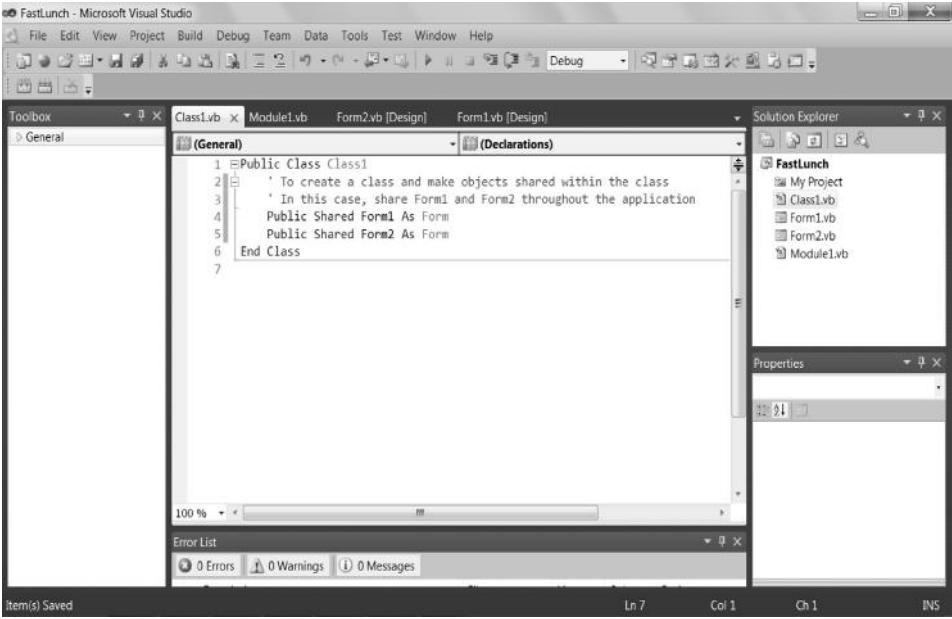 FastLunch - Microsoft Visual Studio
File Edit View Project Build Debug Team Data Tools Test Window Help
Debug
Toolbox
General
Class1.vb Module1.vb Form2.vb [Design] Form1.vb [Design]
(General) (Declarations)
1 Public Class Class1
2 ' To create a class and make objects shared within the class
3 ' In this case, share Form1 and Form2 throughout the application
4 Public Shared Form1 As Form
5 Public Shared Form2 As Form
6 End Class
7
100 %
Solution Explorer
FastLunch
My Project
Class1.vb
Form1.vb
Form2.vb
Module1.vb
Properties
Error List
0 Errors 0 Warnings 0 Messages
Item(s) Saved Ln 7 Col 1 Ch 1 INS